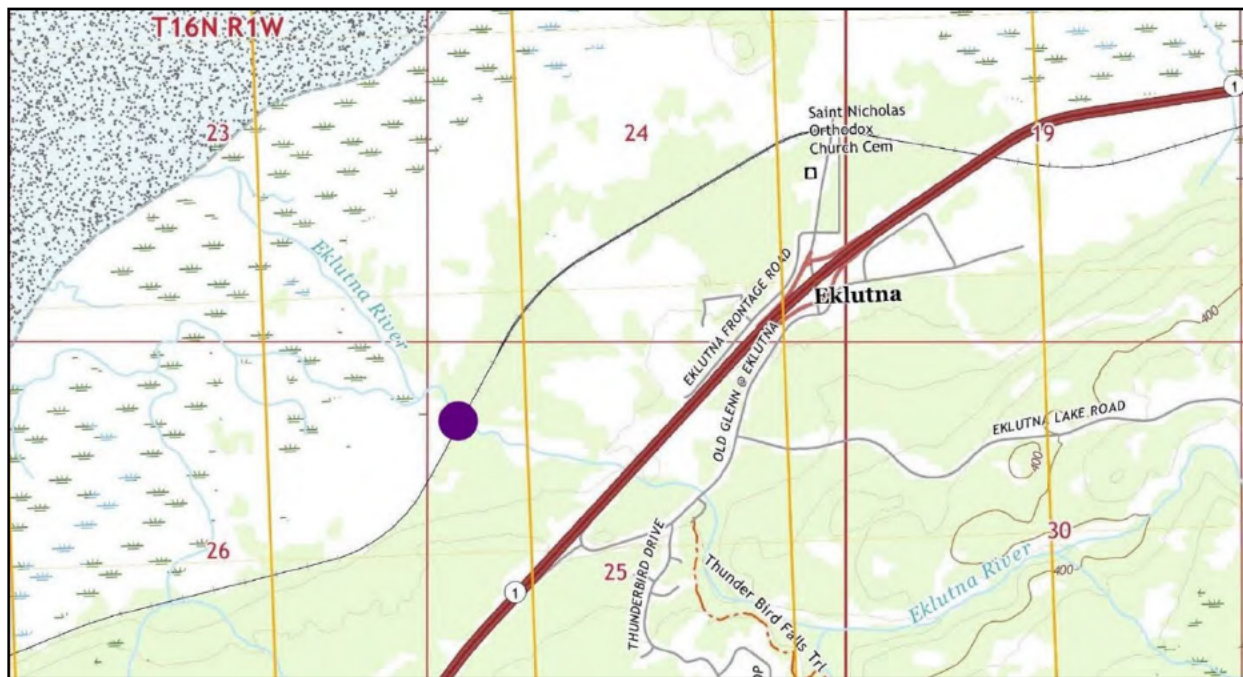 T16N R1W
23
24
Saint Nicholas
Orthodox
Church Cem
19
1
Eklutna River
EKLUTNA FRONTAGE ROAD
Eklutna
400
OLD GLENN @ EKLUTNA
EKLUTNA LAKE ROAD
400
26
25
1
THUNDERBIRD DRIVE
Thunder Bird Falls Trl
30
Eklutna River
400
OP